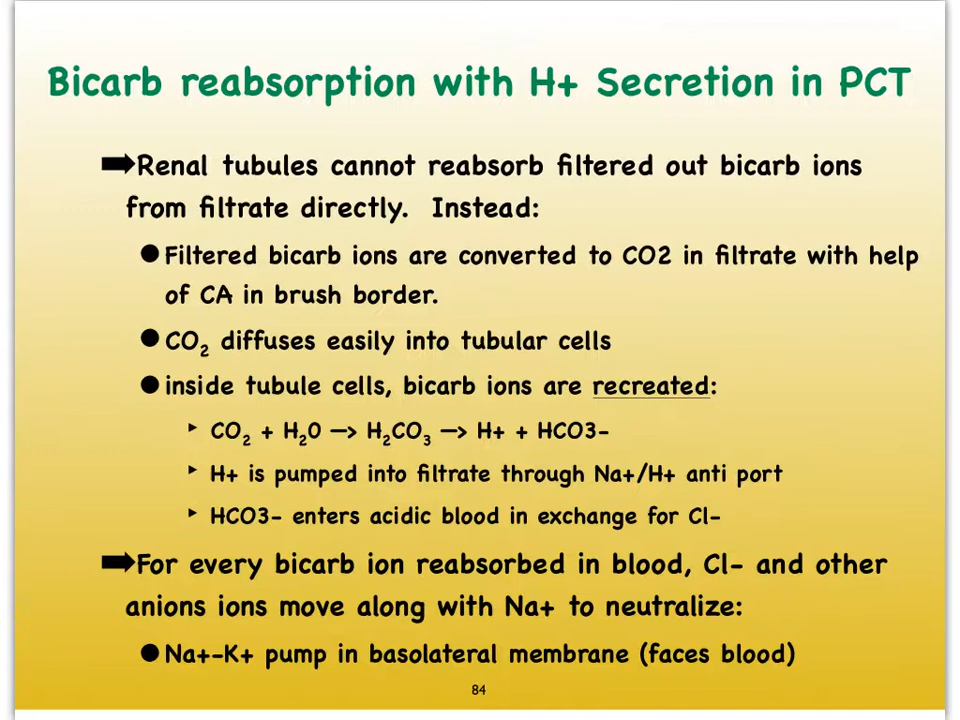 Bicarb reabsorption with H+ Secretion in PCT
➡Renal tubules cannot reabsorb filtered out bicarb ions
from filtrate directly. Instead:
●Filtered bicarb ions are converted to CO2 in filtrate with help
of CA in brush border.
●CO₂ diffuses easily into tubular cells
●inside tubule cells, bicarb ions are recreated:
‣ CO₂ + H₂O —> H₂CO₃ —> H+ + HCO3-
‣ H+ is pumped into filtrate through Na+/H+ anti port
‣ HCO3- enters acidic blood in exchange for Cl-
➡For every bicarb ion reabsorbed in blood, Cl- and other
anions ions move along with Na+ to neutralize:
●Na+-K+ pump in basolateral membrane (faces blood)
84